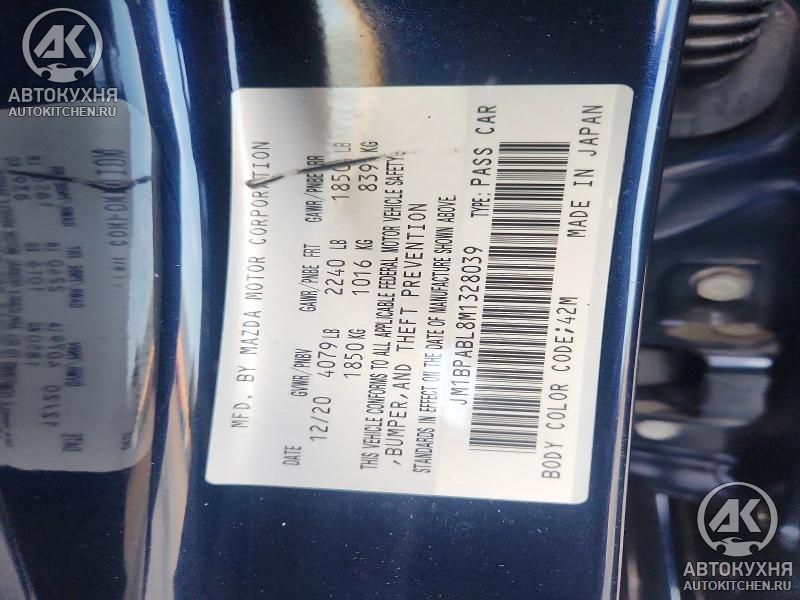 AK
АВТОКУХНЯ
AUTOKITCHEN.RU
MFD. BY MAZDA MOTOR CORPORATION
DATE GVWR/PNBV GAWR/PNBE FRT GAWR/PNBE RR
12/20 4079 LB 2240 LB 1850 LB
1850 KG 1016 KG 839 KG
THIS VEHICLE CONFORMS TO ALL APPLICABLE FEDERAL MOTOR VEHICLE SAFETY
,BUMPER,AND THEFT PREVENTION
STANDARDS IN EFFECT ON THE DATE OF MANUFACTURE SHOWN ABOVE.
JM1BPABL8M1328039 TYPE: PASS CAR
BODY COLOR CODE;42M MADE IN JAPAN
AK
АВТОКУХНЯ
AUTOKITCHEN.RU